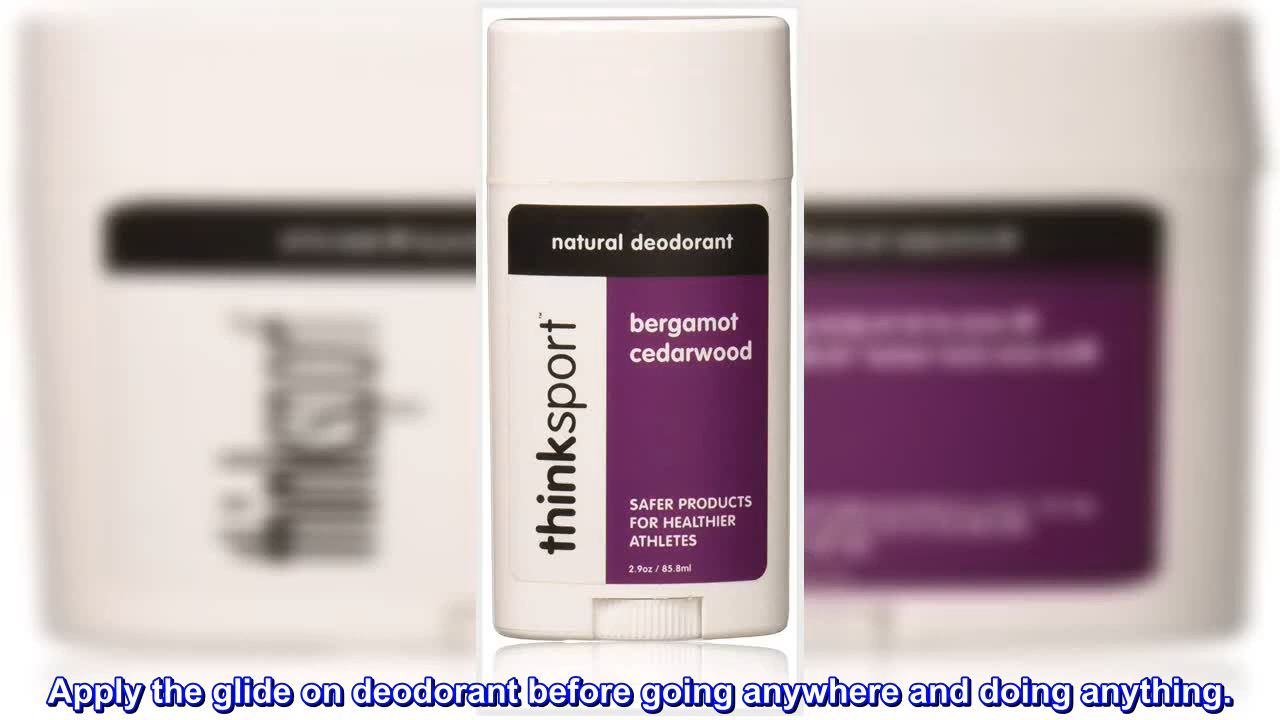 natural deodorant
thinksport™
bergamot
cedarwood
SAFER PRODUCTS
FOR HEALTHIER
ATHLETES
2.9oz / 85.8ml
Apply the glide on deodorant before going anywhere and doing anything.